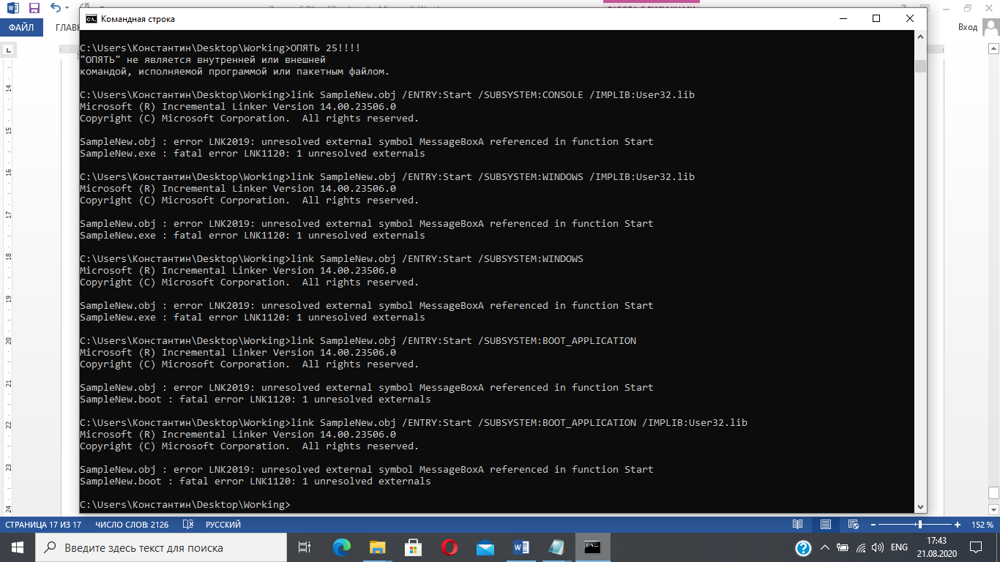 Командная строка
ФАЙЛ
Вход
C:\Users\Константин\Desktop\Working>ОПЯТЬ 25!!!!
"ОПЯТЬ" не является внутренней или внешней
командой, исполняемой программой или пакетным файлом.
C:\Users\Константин\Desktop\Working>link SampleNew.obj /ENTRY:Start /SUBSYSTEM:CONSOLE /IMPLIB:User32.lib
Microsoft (R) Incremental Linker Version 14.00.23506.0
Copyright (C) Microsoft Corporation.  All rights reserved.
SampleNew.obj : error LNK2019: unresolved external symbol MessageBoxA referenced in function Start
SampleNew.exe : fatal error LNK1120: 1 unresolved externals
C:\Users\Константин\Desktop\Working>link SampleNew.obj /ENTRY:Start /SUBSYSTEM:WINDOWS /IMPLIB:User32.lib
Microsoft (R) Incremental Linker Version 14.00.23506.0
Copyright (C) Microsoft Corporation.  All rights reserved.
SampleNew.obj : error LNK2019: unresolved external symbol MessageBoxA referenced in function Start
SampleNew.exe : fatal error LNK1120: 1 unresolved externals
C:\Users\Константин\Desktop\Working>link SampleNew.obj /ENTRY:Start /SUBSYSTEM:WINDOWS
Microsoft (R) Incremental Linker Version 14.00.23506.0
Copyright (C) Microsoft Corporation.  All rights reserved.
SampleNew.obj : error LNK2019: unresolved external symbol MessageBoxA referenced in function Start
SampleNew.exe : fatal error LNK1120: 1 unresolved externals
C:\Users\Константин\Desktop\Working>link SampleNew.obj /ENTRY:Start /SUBSYSTEM:BOOT_APPLICATION
Microsoft (R) Incremental Linker Version 14.00.23506.0
Copyright (C) Microsoft Corporation.  All rights reserved.
SampleNew.obj : error LNK2019: unresolved external symbol MessageBoxA referenced in function Start
SampleNew.boot : fatal error LNK1120: 1 unresolved externals
C:\Users\Константин\Desktop\Working>link SampleNew.obj /ENTRY:Start /SUBSYSTEM:BOOT_APPLICATION /IMPLIB:User32.lib
Microsoft (R) Incremental Linker Version 14.00.23506.0
Copyright (C) Microsoft Corporation.  All rights reserved.
SampleNew.obj : error LNK2019: unresolved external symbol MessageBoxA referenced in function Start
SampleNew.boot : fatal error LNK1120: 1 unresolved externals
C:\Users\Константин\Desktop\Working>
14
15
16
17
18
19
20
21
22
23
24
СТРАНИЦА 17 ИЗ 17 ЧИСЛО СЛОВ: 2126 РУССКИЙ 152 %
Введите здесь текст для поиска
ENG
17:43
21.08.2020